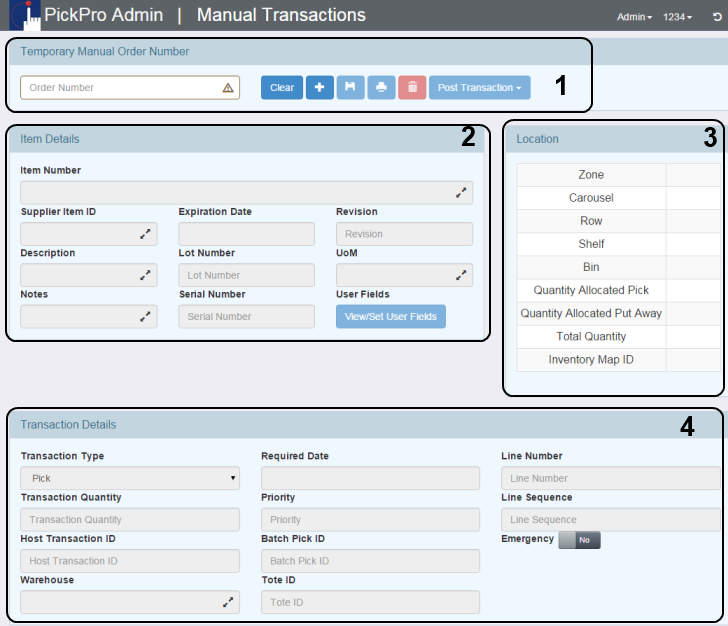 PickPro Admin | Manual Transactions
Admin 1234
Temporary Manual Order Number
Order Number Clear Post Transaction 1
Item Details 2
Item Number
Supplier Item ID Expiration Date Revision
Revision
Description Lot Number UoM
Lot Number
Notes Serial Number User Fields
Serial Number View/Set User Fields
Location 3
Zone
Carousel
Row
Shelf
Bin
Quantity Allocated Pick
Quantity Allocated Put Away
Total Quantity
Inventory Map ID
Transaction Details 4
Transaction Type Required Date Line Number
Pick Line Number
Transaction Quantity Priority Line Sequence
Transaction Quantity Priority Line Sequence
Host Transaction ID Batch Pick ID Emergency No
Host Transaction ID Batch Pick ID
Warehouse Tote ID
Tote ID